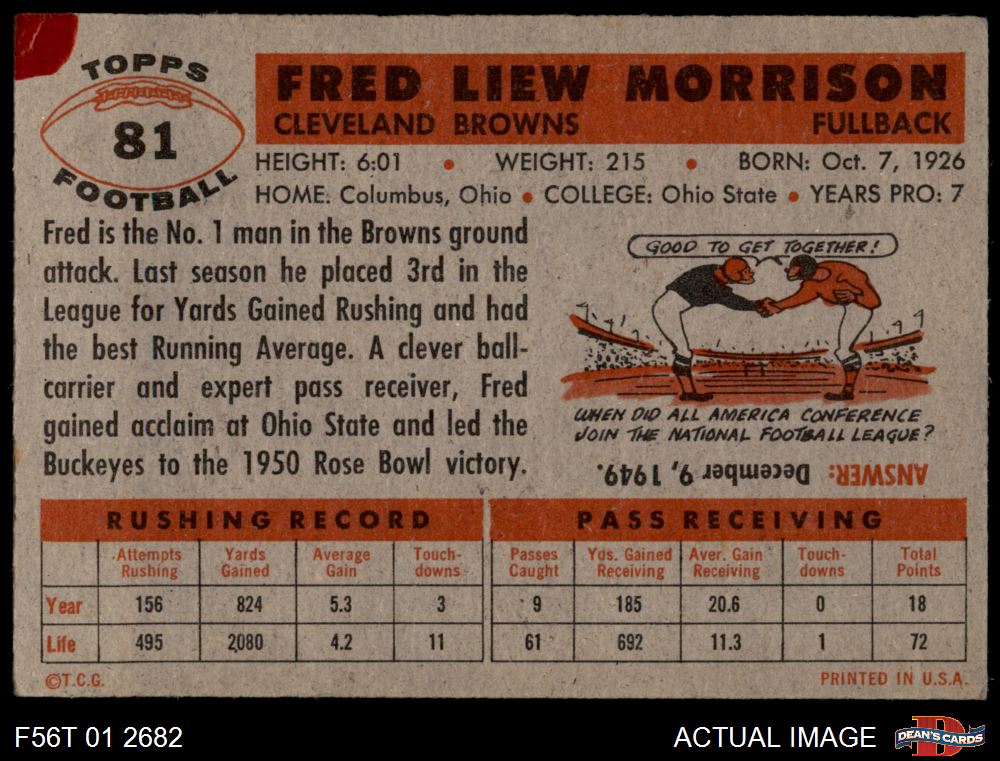 TOPPS
81
FOOTBALL
FRED LIEW MORRISON
CLEVELAND BROWNS FULLBACK
HEIGHT: 6:01 • WEIGHT: 215 • BORN: Oct. 7, 1926
HOME: Columbus, Ohio • COLLEGE: Ohio State • YEARS PRO: 7
Fred is the No. 1 man in the Browns ground
attack. Last season he placed 3rd in the
League for Yards Gained Rushing and had
the best Running Average. A clever ball-
carrier and expert pass receiver, Fred
gained acclaim at Ohio State and led the
Buckeyes to the 1950 Rose Bowl victory.
GOOD TO GET TOGETHER!
WHEN DID ALL AMERICA CONFERENCE
JOIN THE NATIONAL FOOTBALL LEAGUE?
ANSWER: December 9, 1949.
RUSHING RECORD
Attempts Rushing Yards Gained Average Gain Touch-downs
Year 156 824 5.3 3
Life 495 2080 4.2 11
PASS RECEIVING
Passes Caught Yds. Gained Receiving Aver. Gain Receiving Touch-downs Total Points
9 185 20.6 0 18
61 692 11.3 1 72
©T.C.G. PRINTED IN U.S.A.
F56T 01 2682 ACTUAL IMAGE
D
DEAN'S CARDS